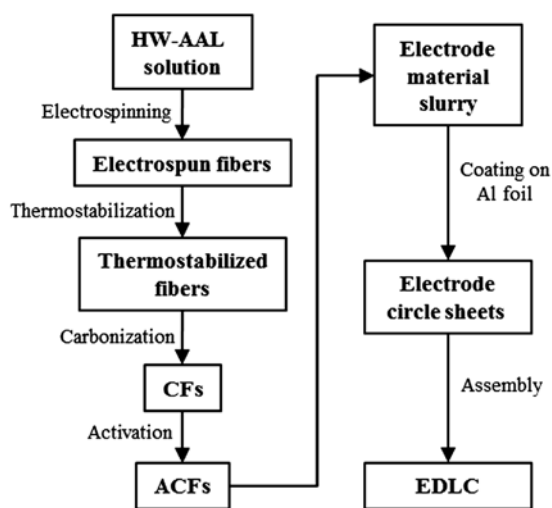 HW-AAL
solution
Electrospinning
Electrospun fibers
Thermostabilization
Thermostabilized
fibers
Carbonization
CFs
Activation
ACFs
Electrode
material
slurry
Coating on
Al foil
Electrode
circle sheets
Assembly
EDLC